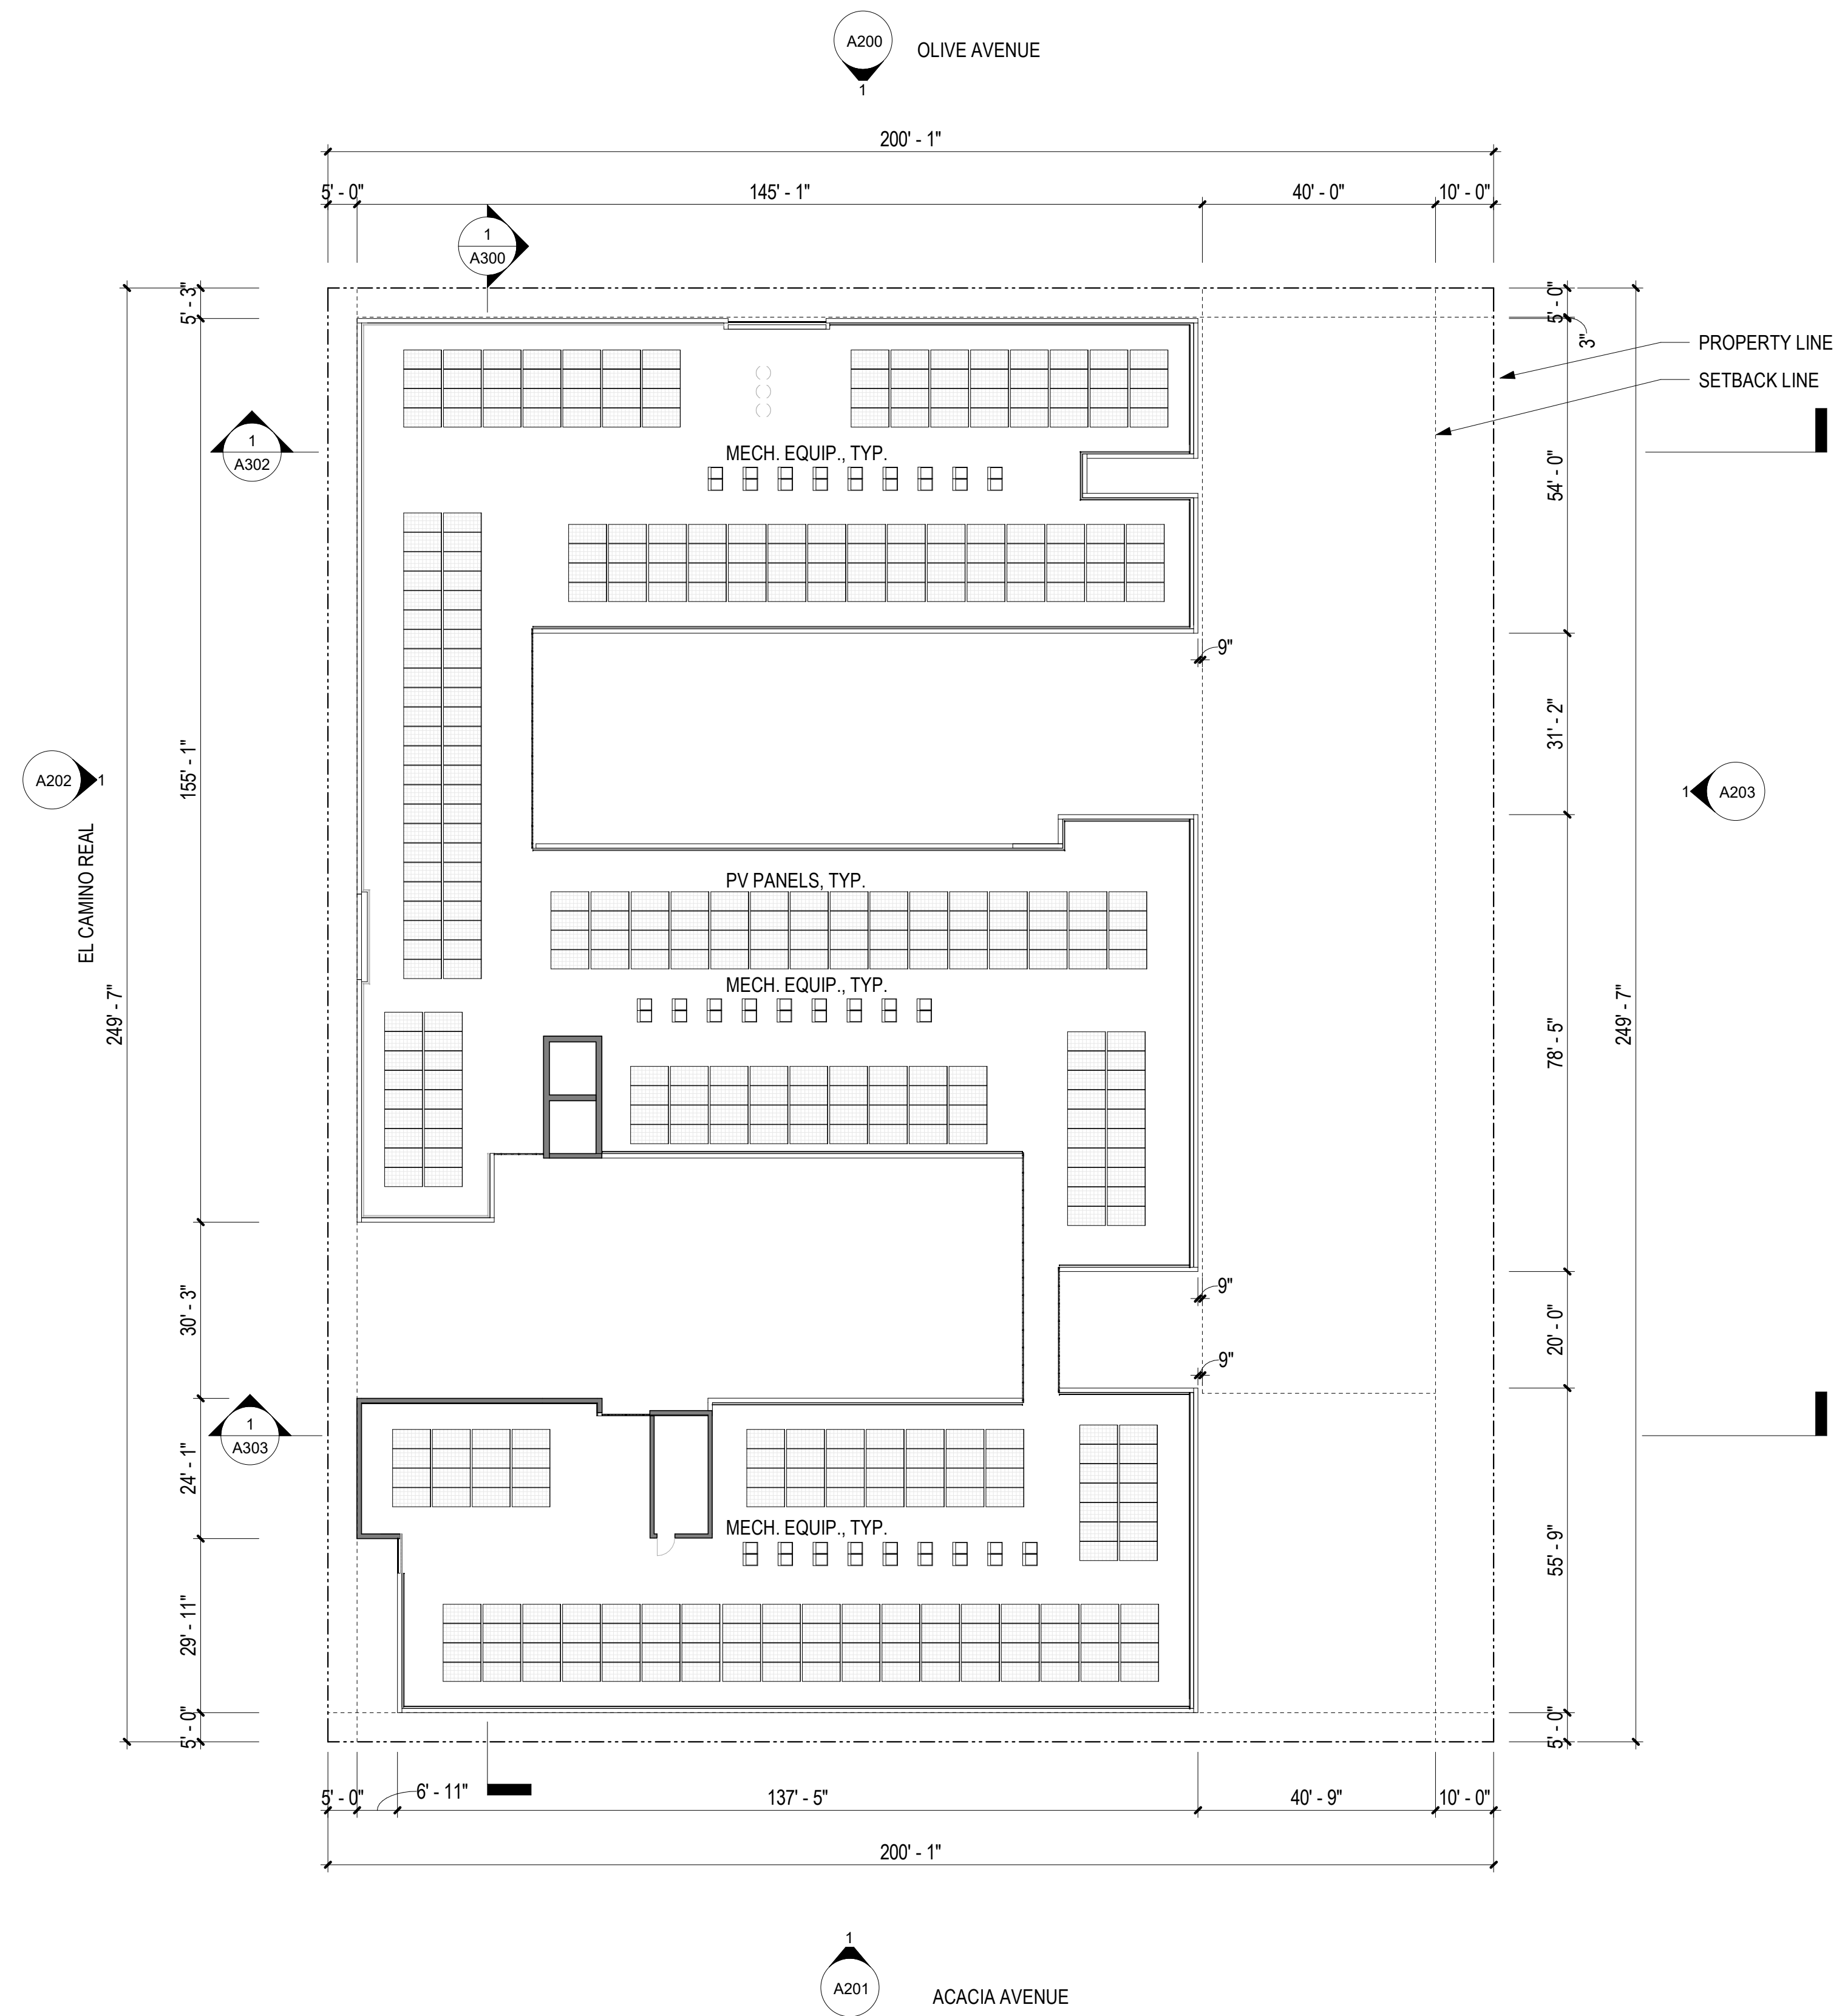 A200
OLIVE AVENUE
1
200' - 1"
5' - 0"
145' - 1"
40' - 0"
10' - 0"
1
A300
5' - 3"
5' - 0"
3"
PROPERTY LINE
SETBACK LINE
1
A302
MECH. EQUIP., TYP.
54' - 0"
9"
31' - 2"
155' - 1"
A202
1
1
A203
EL CAMINO REAL
PV PANELS, TYP.
MECH. EQUIP., TYP.
249' - 7"
78' - 5"
249' - 7"
9"
30' - 3"
20' - 0"
9"
1
A303
24' - 1"
MECH. EQUIP., TYP.
55' - 9"
29' - 11"
5' - 0"
5' - 0"
5' - 0"
6' - 11"
137' - 5"
40' - 9"
10' - 0"
200' - 1"
1
A201
ACACIA AVENUE